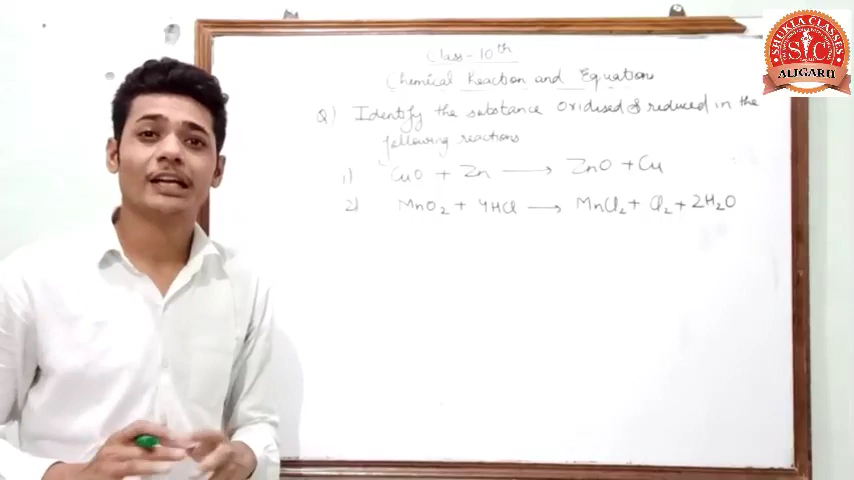 Class-10th
Chemical Reaction and Equation
Q) Identify the substance oxidised & reduced in the
following reactions
1) CuO + Zn → ZnO + Cu
2) MnO2 + 4HCl → MnCl2 + Cl2 + 2H2O
SHUKLA CLASSES
SC
ALIGARH